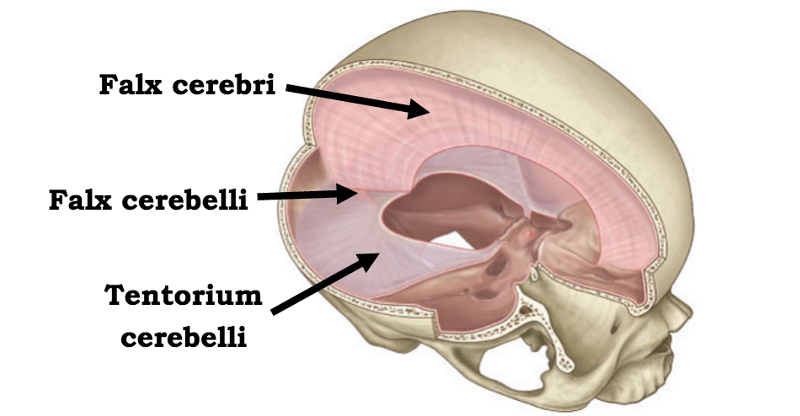 Falx cerebri
Falx cerebelli
Tentorium
cerebelli